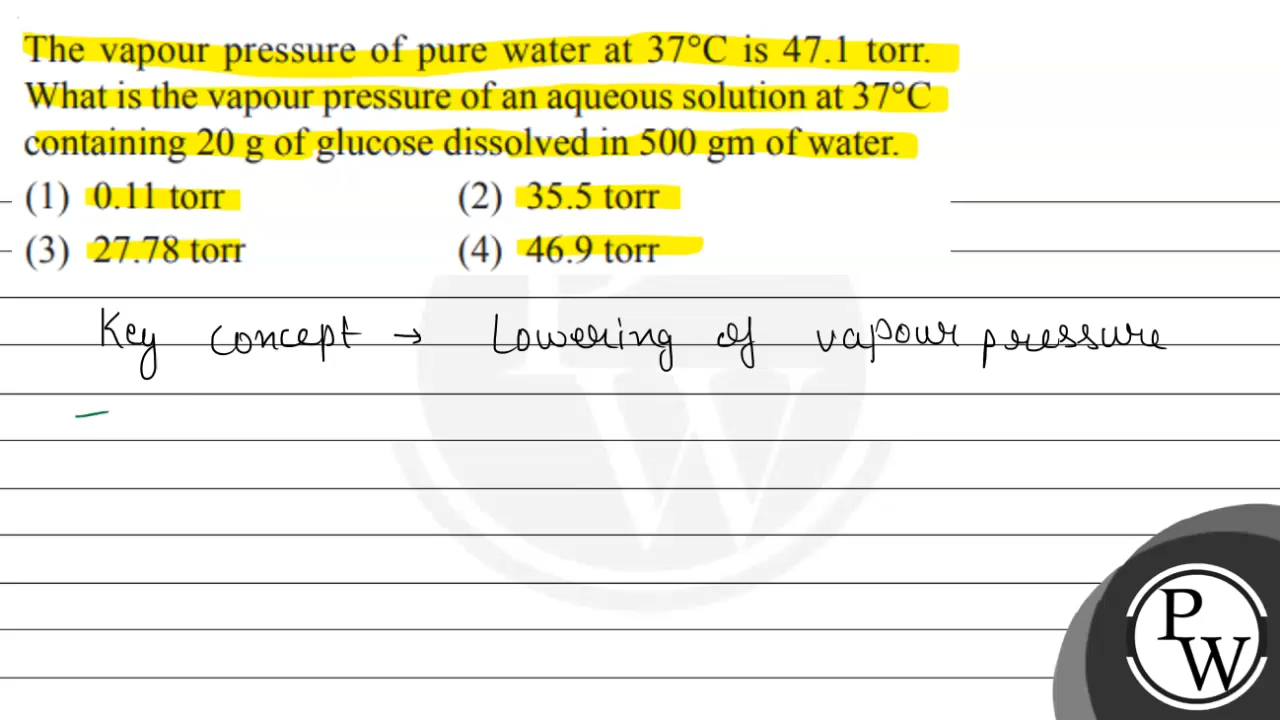 The vapour pressure of pure water at 37°C is 47.1 torr.
What is the vapour pressure of an aqueous solution at 37°C
containing 20 g of glucose dissolved in 500 gm of water.
(1) 0.11 torr (2) 35.5 torr
(3) 27.78 torr (4) 46.9 torr
Key concept → Lowering of vapour pressure
P
W